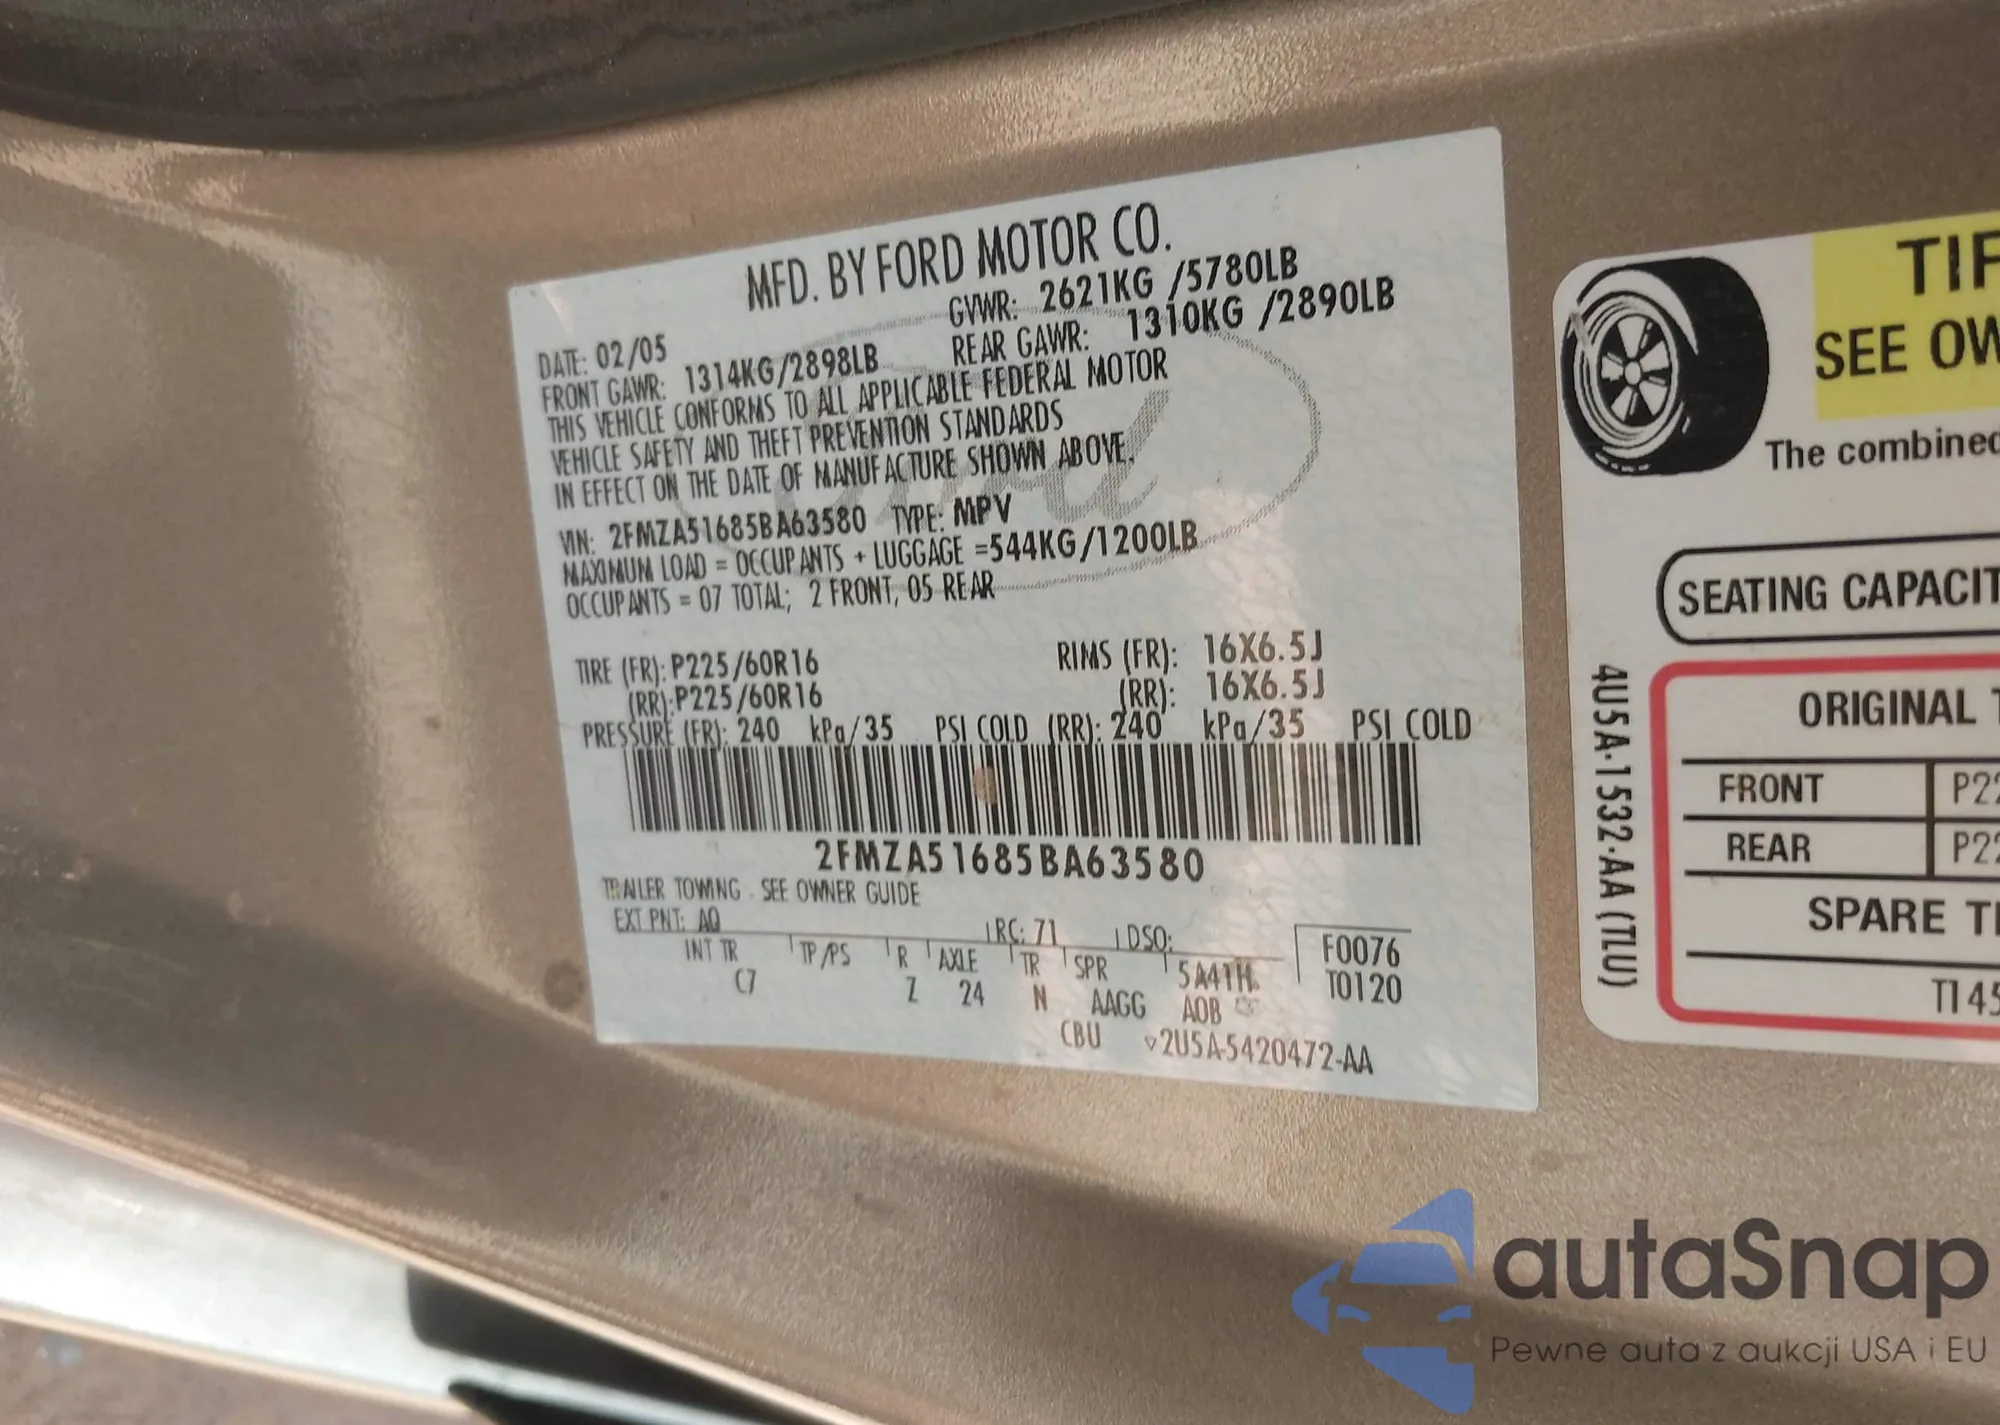 MFD. BY FORD MOTOR CO.
DATE: 02/05 GVWR: 2621KG /5780LB
FRONT GAWR: 1314KG/2898LB REAR GAWR: 1310KG /2890LB
THIS VEHICLE CONFORMS TO ALL APPLICABLE FEDERAL MOTOR
VEHICLE SAFETY AND THEFT PREVENTION STANDARDS
IN EFFECT ON THE DATE OF MANUFACTURE SHOWN ABOVE.
VIN: 2FMZA51685BA63580 TYPE: MPV
MAXIMUM LOAD = OCCUPANTS + LUGGAGE =544KG/1200LB
OCCUPANTS = 07 TOTAL; 2 FRONT, 05 REAR
TIRE (FR): P225/60R16 RIMS (FR): 16X6.5J
(RR): P225/60R16 (RR): 16X6.5J
PRESSURE (FR): 240 kPa/35 PSI COLD (RR): 240 kPa/35 PSI COLD
2FMZA51685BA63580
TRAILER TOWING - SEE OWNER GUIDE
EXT PNT: AQ RC: 71 DSO: F0076
INT TR TP/PS R AXLE TR SPR 5A41H T0120
C7 Z 24 N AAGG AOB
CBU ▽2U5A-5420472-AA
Ford
TIR
SEE OW
The combined
SEATING CAPACIT
4U5A-1532-AA (TLU)
ORIGINAL T
FRONT P22
REAR P22
SPARE TI
T145
autaSnap
Pewne auta z aukcji USA i EU